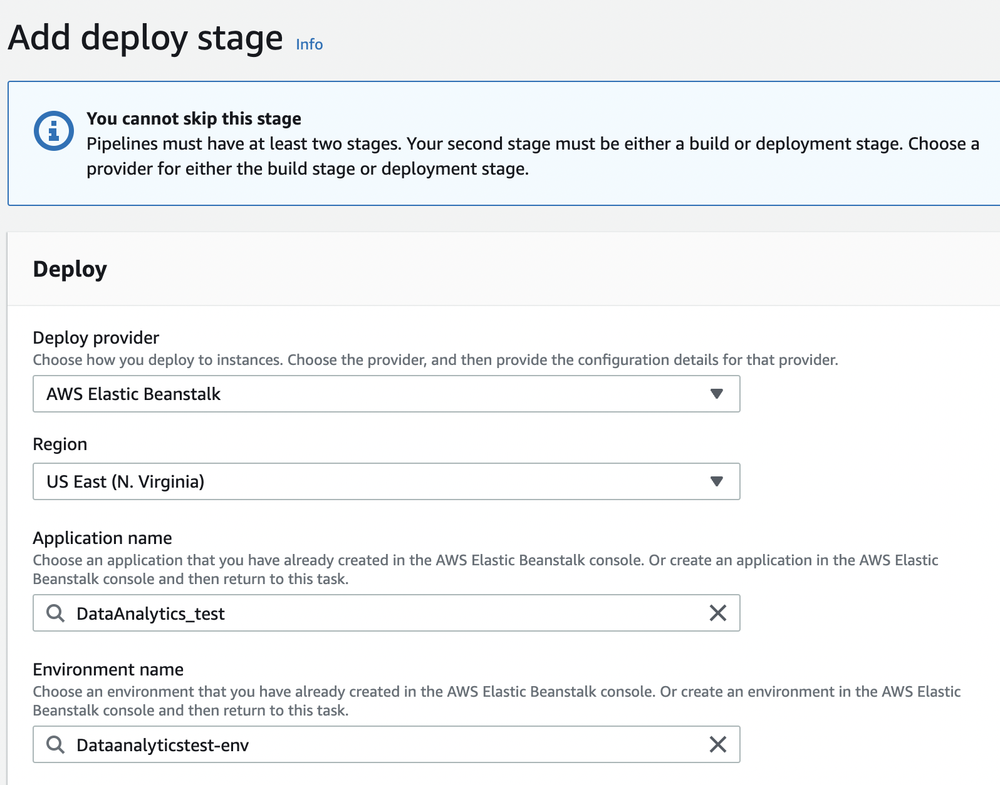 Add deploy stage Info
You cannot skip this stage
Pipelines must have at least two stages. Your second stage must be either a build or deployment stage. Choose a
provider for either the build stage or deployment stage.
Deploy
Deploy provider
Choose how you deploy to instances. Choose the provider, and then provide the configuration details for that provider.
AWS Elastic Beanstalk
Region
US East (N. Virginia)
Application name
Choose an application that you have already created in the AWS Elastic Beanstalk console. Or create an application in the AWS Elastic
Beanstalk console and then return to this task.
DataAnalytics_test
Environment name
Choose an environment that you have already created in the AWS Elastic Beanstalk console. Or create an environment in the AWS Elastic
Beanstalk console and then return to this task.
Dataanalyticstest-env